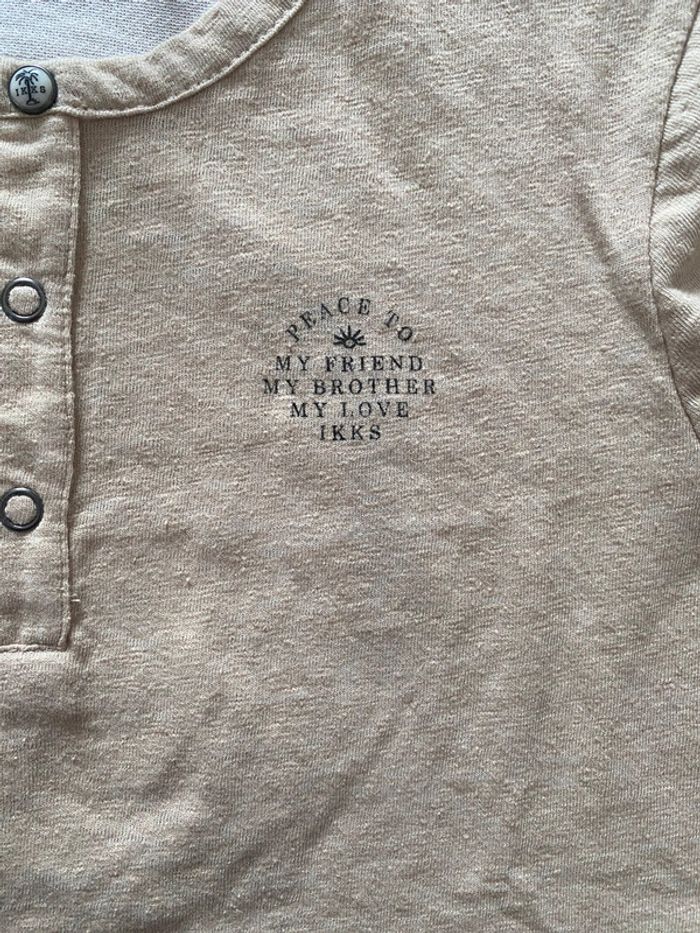 IKKS
PEACE TO
MY FRIEND
MY BROTHER
MY LOVE
IKKS